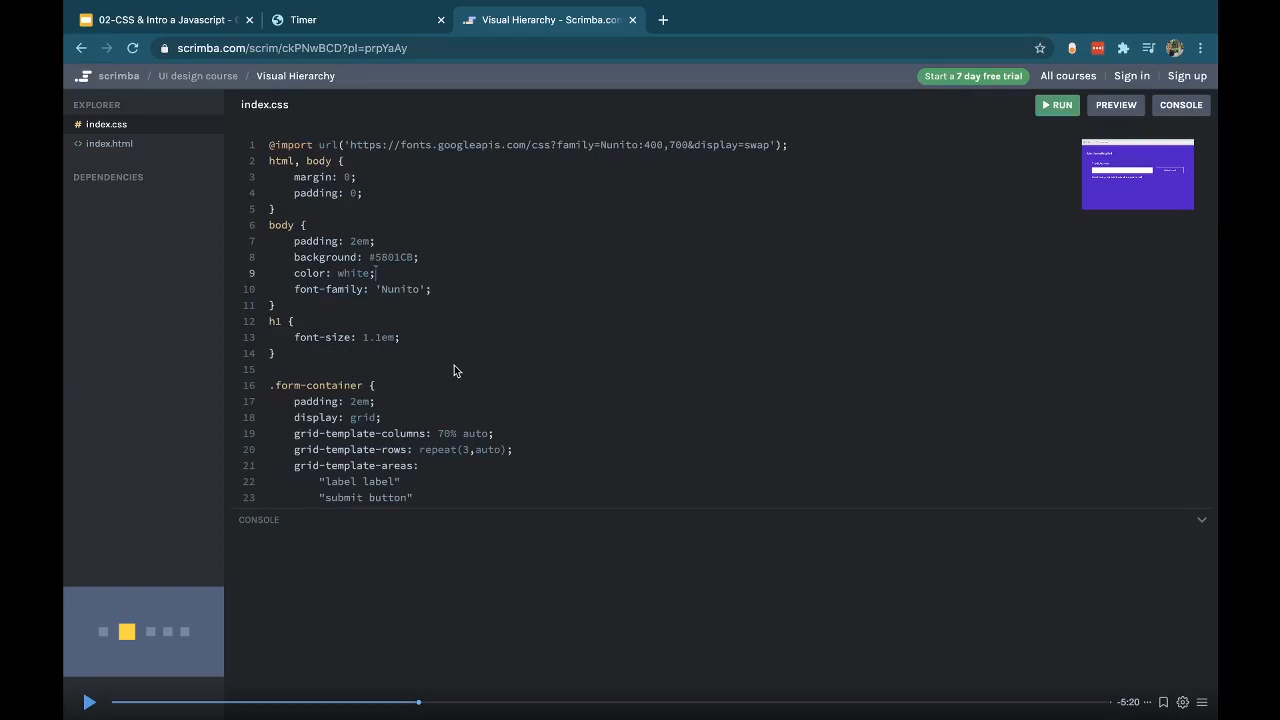 02-CSS & Intro a Javascript -
Timer
Visual Hierarchy - Scrimba.com
scrimba.com/scrim/ckPNwBCD?pl=prpYaAy
scrimba
UI design course
Visual Hierarchy
Start a 7 day free trial
All courses
Sign in
Sign up
EXPLORER
index.css
RUN
PREVIEW
CONSOLE
# index.css
<> index.html
DEPENDENCIES
1 @import url('https://fonts.googleapis.com/css?family=Nunito:400,700&display=swap');
2 html, body {
3 margin: 0;
4 padding: 0;
5 }
6 body {
7 padding: 2em;
8 background: #5801CB;
9 color: white;
10 font-family: 'Nunito';
11 }
12 h1 {
13 font-size: 1.1em;
14 }
15
16 .form-container {
17 padding: 2em;
18 display: grid;
19 grid-template-columns: 70% auto;
20 grid-template-rows: repeat(3,auto);
21 grid-template-areas:
22 "label label"
23 "submit button"
CONSOLE
-5:20